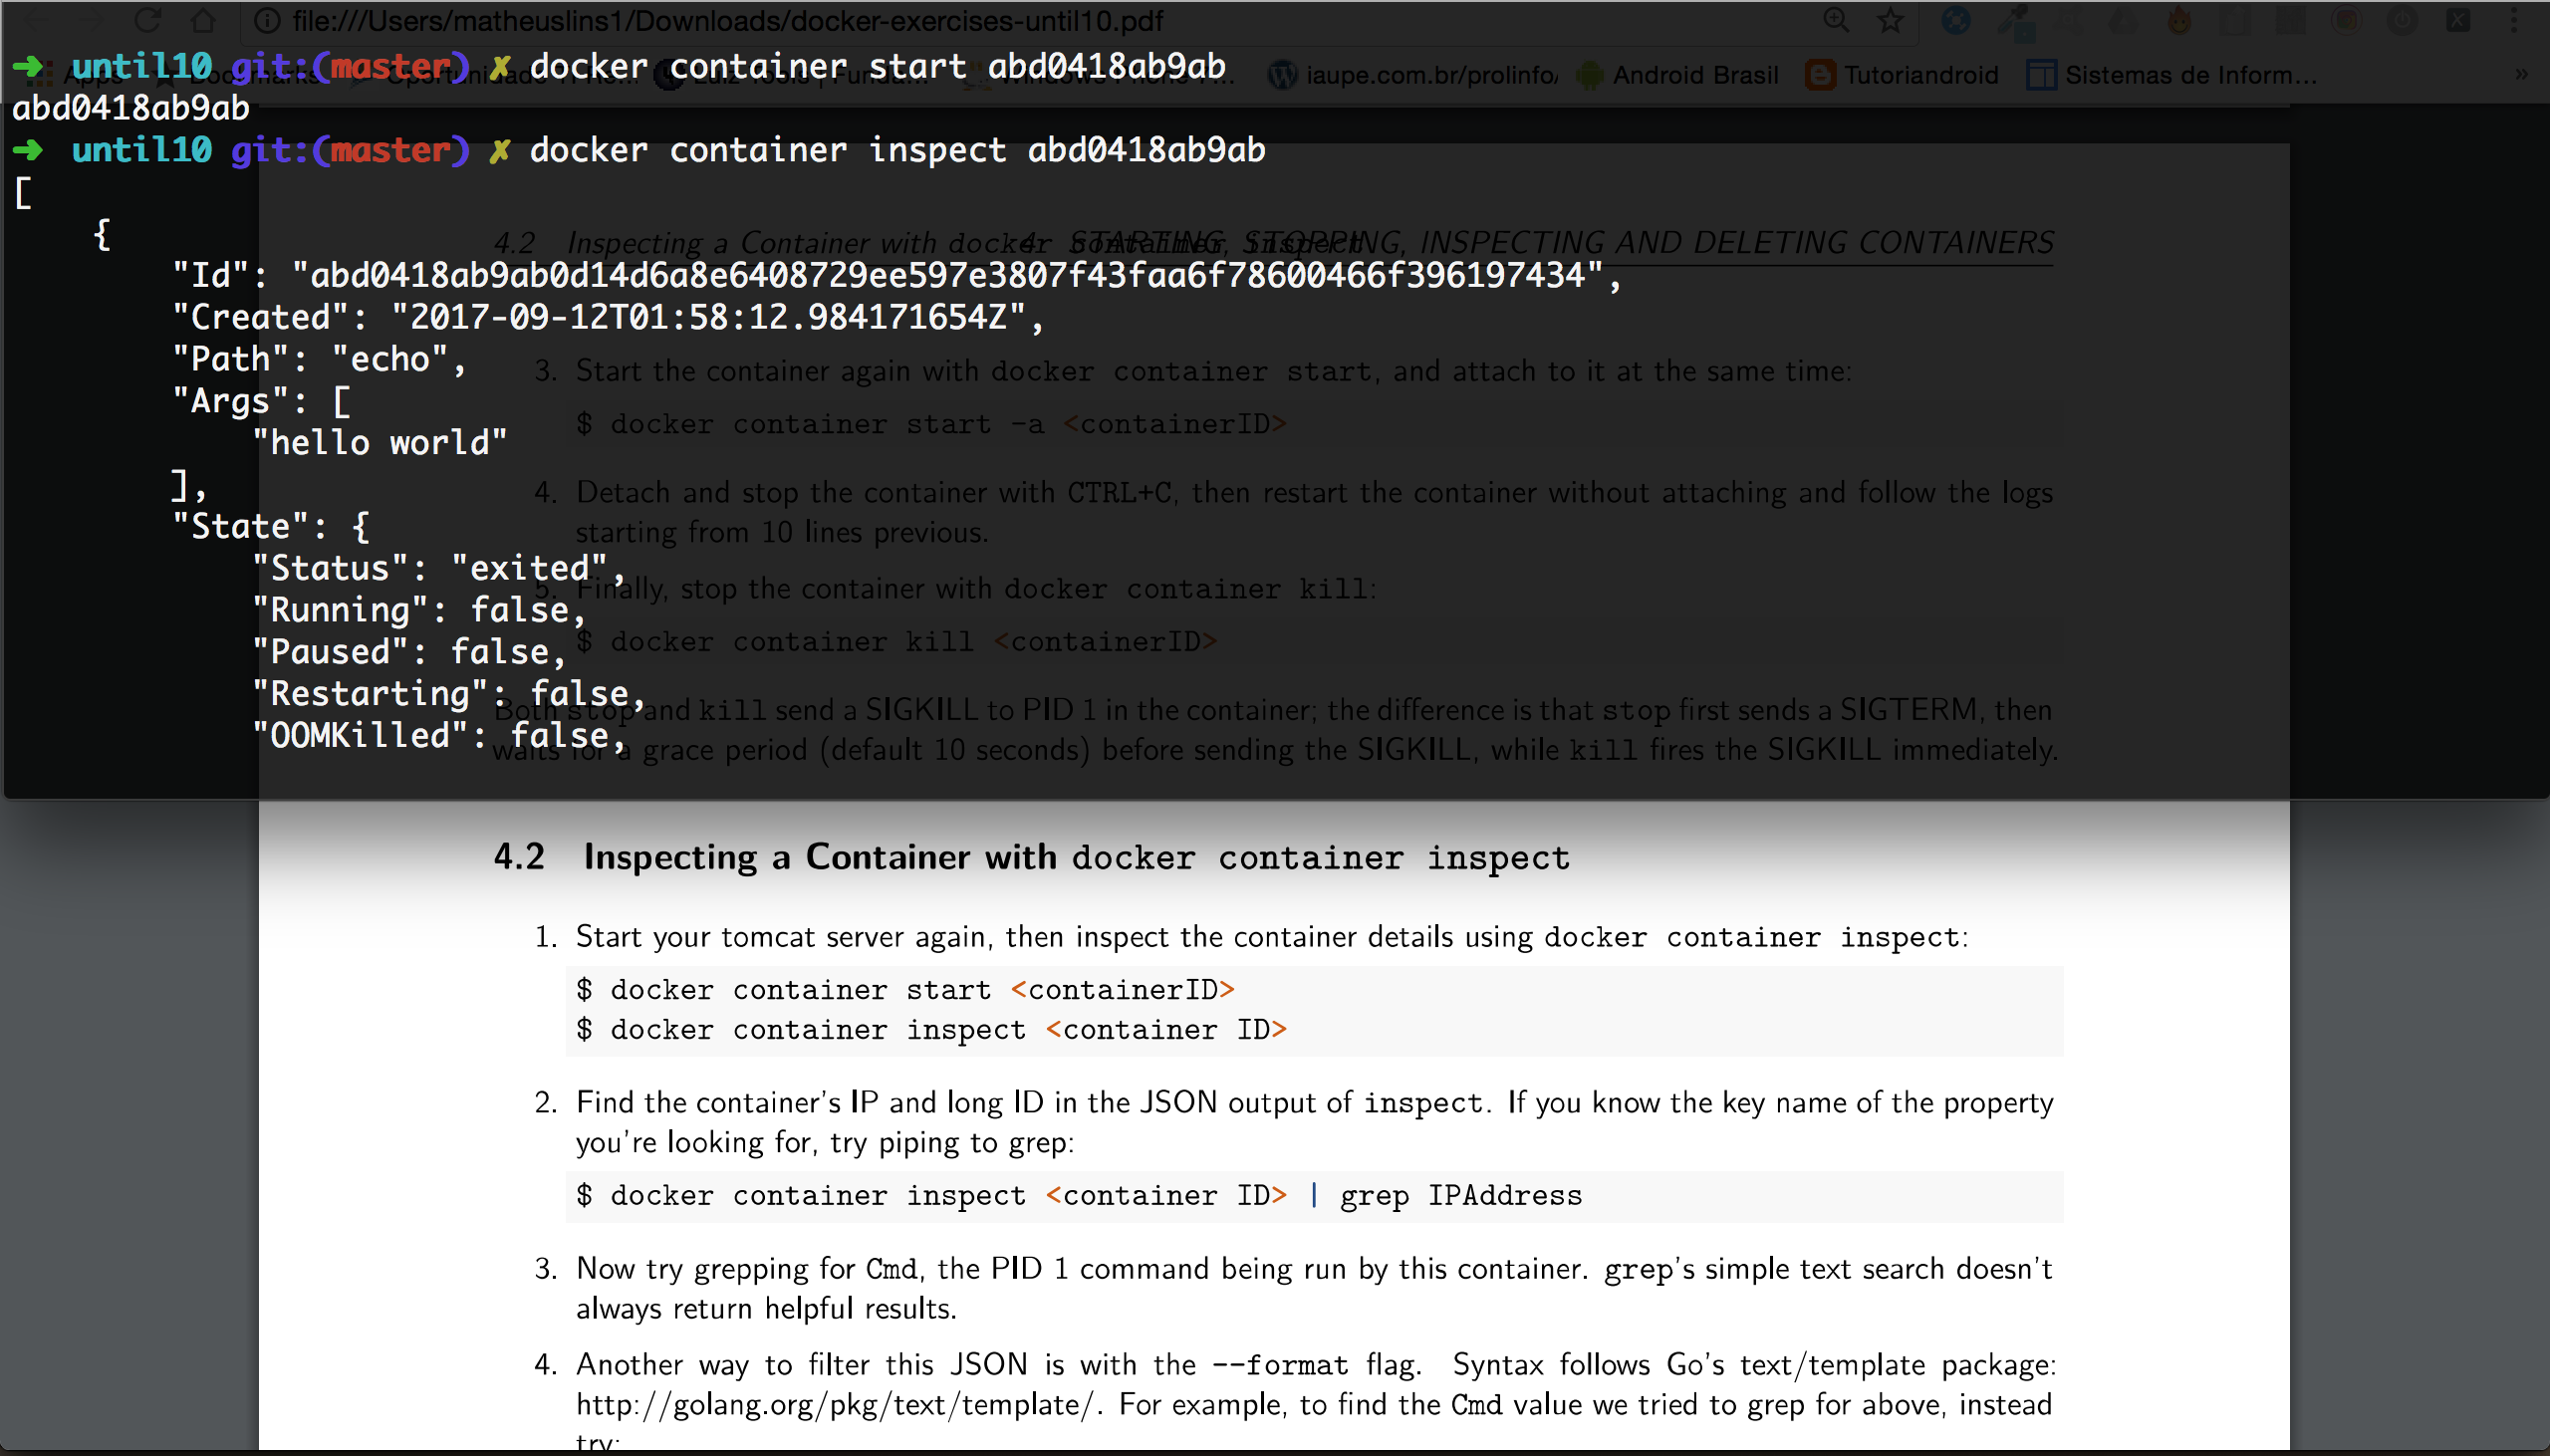 file:///Users/matheuslins1/Downloads/docker-exercises-until10.pdf
iaupe.com.br/prolinfo/ Android Brasil Tutoriandroid Sistemas de Inform... »
➜ until10 git:(master) ✗ docker container start abd0418ab9ab
abd0418ab9ab
➜ until10 git:(master) ✗ docker container inspect abd0418ab9ab
[
{
"Id": "abd0418ab9ab0d14d6a8e6408729ee597e3807f43faa6f78600466f396197434",
"Created": "2017-09-12T01:58:12.984171654Z",
"Path": "echo",
"Args": [
"hello world"
],
"State": {
"Status": "exited",
"Running": false,
"Paused": false,
"Restarting": false,
"OOMKilled": false,
4.2 Inspecting a Container with docker container inspect
4 STARTING, STOPPING, INSPECTING AND DELETING CONTAINERS
3. Start the container again with docker container start, and attach to it at the same time:
$ docker container start -a <containerID>
4. Detach and stop the container with CTRL+C, then restart the container without attaching and follow the logs
starting from 10 lines previous.
5. Finally, stop the container with docker container kill:
$ docker container kill <containerID>
Both stop and kill send a SIGKILL to PID 1 in the container; the difference is that stop first sends a SIGTERM, then
waits for a grace period (default 10 seconds) before sending the SIGKILL, while kill fires the SIGKILL immediately.
4.2 Inspecting a Container with docker container inspect
1. Start your tomcat server again, then inspect the container details using docker container inspect:
$ docker container start <containerID>
$ docker container inspect <container ID>
2. Find the container's IP and long ID in the JSON output of inspect. If you know the key name of the property
you're looking for, try piping to grep:
$ docker container inspect <container ID> | grep IPAddress
3. Now try grepping for Cmd, the PID 1 command being run by this container. grep's simple text search doesn't
always return helpful results.
4. Another way to filter this JSON is with the --format flag. Syntax follows Go's text/template package:
http://golang.org/pkg/text/template/. For example, to find the Cmd value we tried to grep for above, instead
try: